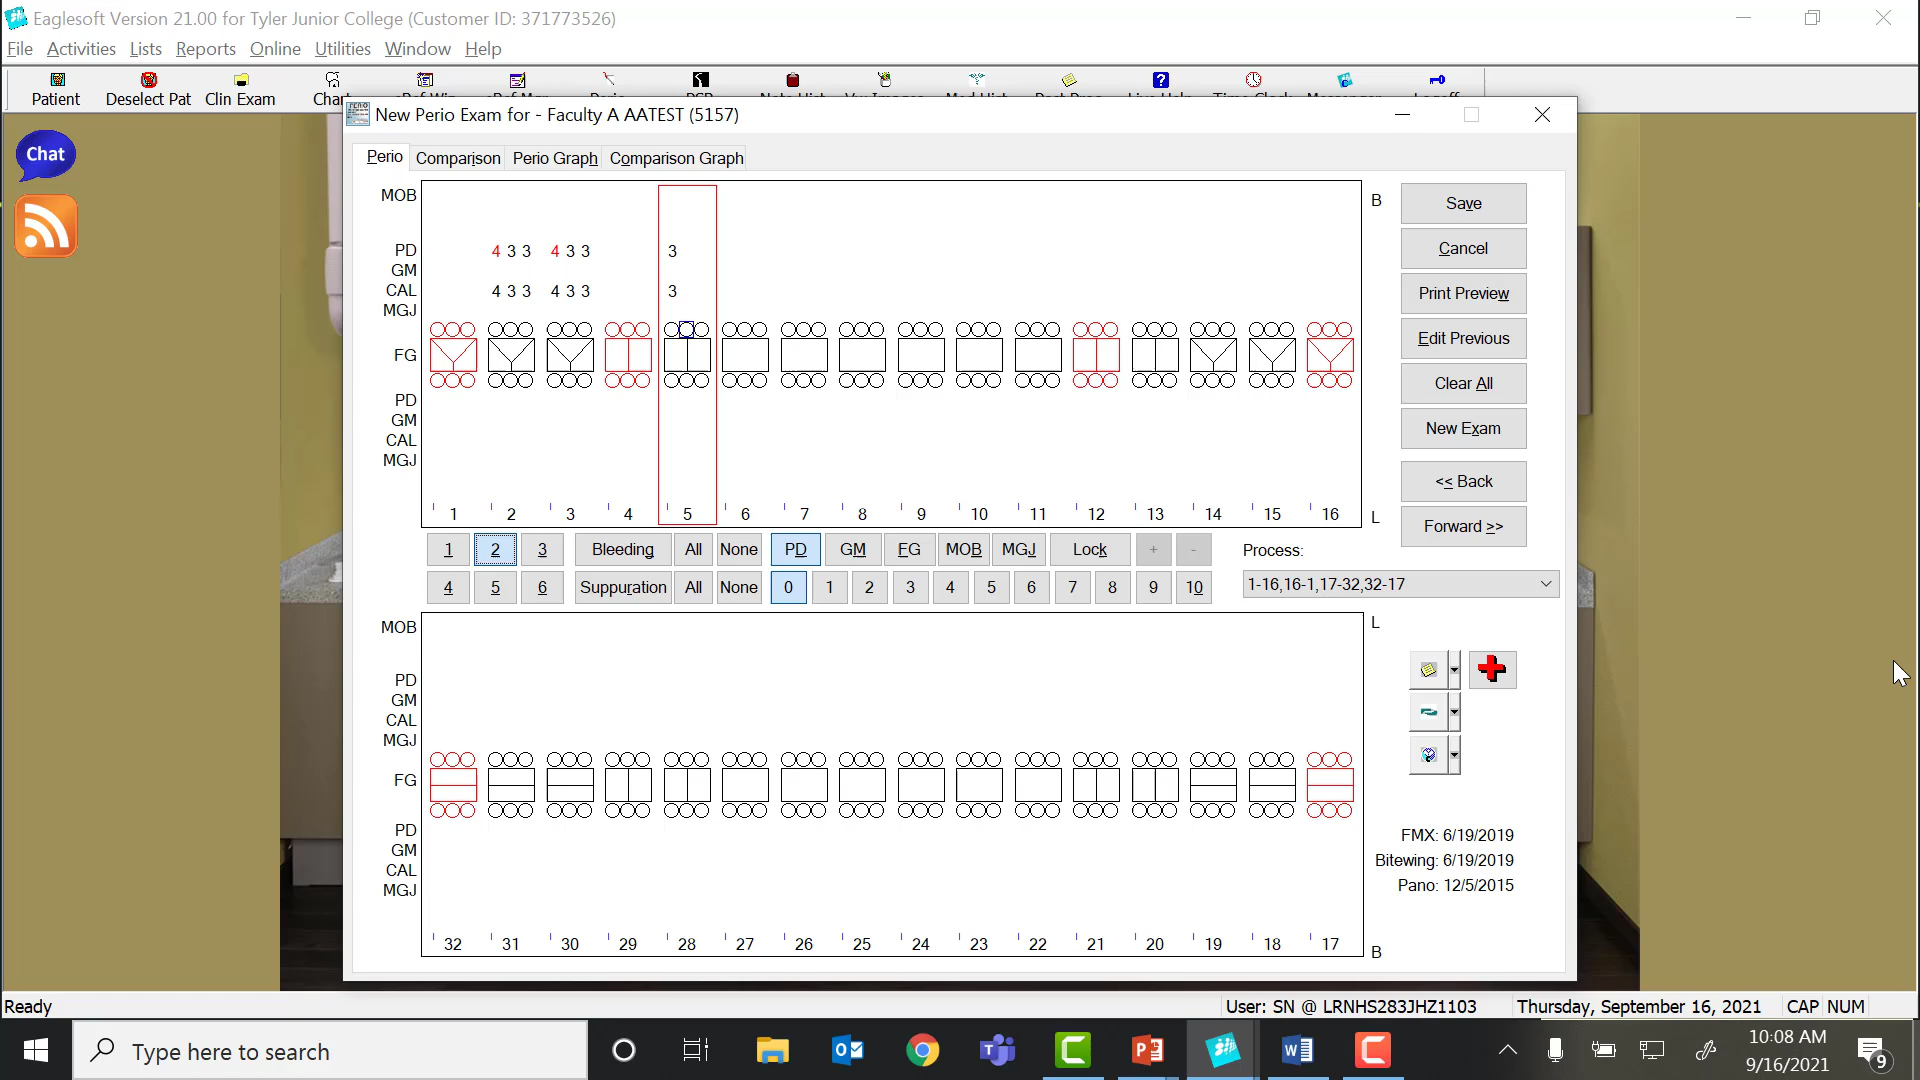 Eaglesoft Version 21.00 for Tyler Junior College (Customer ID: 371773526)
File Activities Lists Reports Online Utilities Window Help
Patient Deselect Pat Clin Exam
New Perio Exam for - Faculty A AATEST (5157)
Chat
Perio Comparison Perio Graph Comparison Graph
MOB
B
PD 4 3 3 4 3 3 3
GM
CAL 4 3 3 4 3 3 3
MGJ
FG
PD
GM
CAL
MGJ
1 2 3 4 5 6 7 8 9 10 11 12 13 14 15 16
L
Save
Cancel
Print Preview
Edit Previous
Clear All
New Exam
<< Back
Forward >>
1 2 3 Bleeding All None PD GM FG MOB MGJ Lock + -
Process:
4 5 6 Suppuration All None 0 1 2 3 4 5 6 7 8 9 10
1-16,16-1,17-32,32-17
MOB
L
PD
GM
CAL
MGJ
FG
PD
GM
CAL
MGJ
32 31 30 29 28 27 26 25 24 23 22 21 20 19 18 17
B
FMX: 6/19/2019
Bitewing: 6/19/2019
Pano: 12/5/2015
Ready
User: SN @ LRNHS283JHZ1103 Thursday, September 16, 2021 CAP NUM
Type here to search
10:08 AM
9/16/2021
9